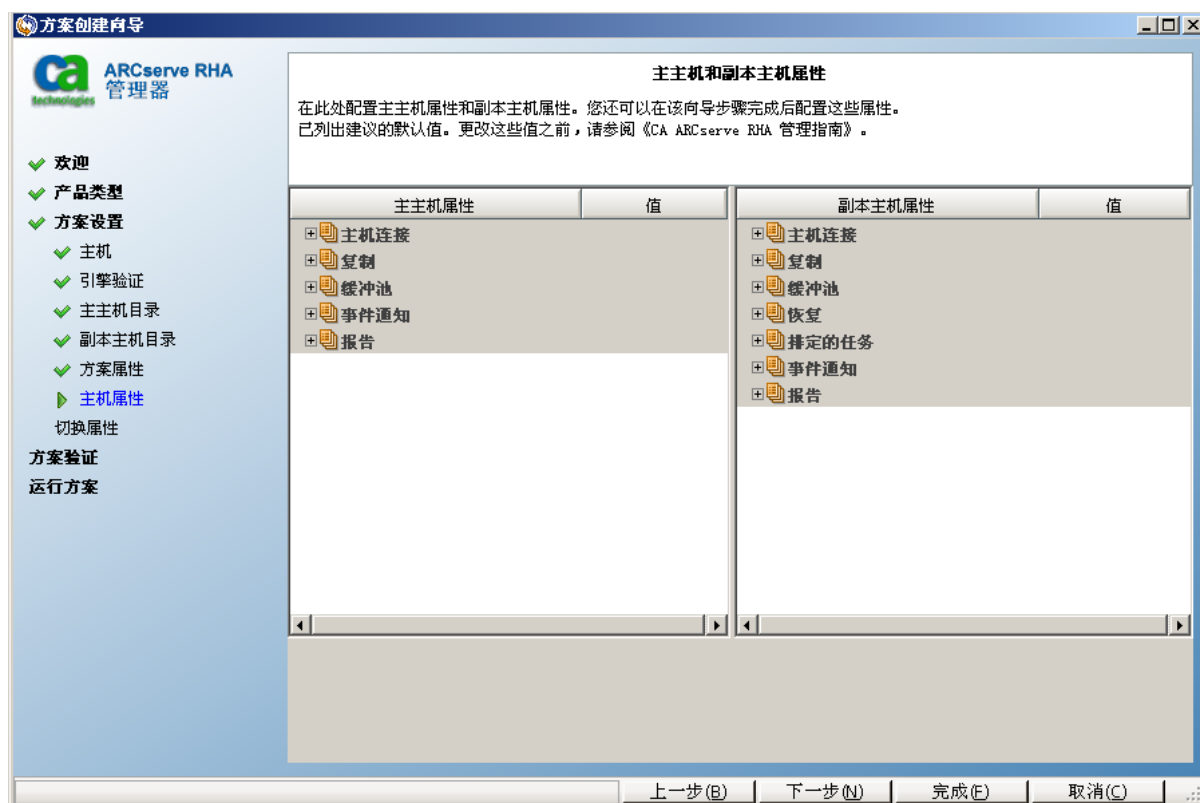 方案创建向导
ca
technologies
ARCserve RHA
管理器
欢迎
产品类型
方案设置
主机
引擎验证
主主机目录
副本主机目录
方案属性
主机属性
切换属性
方案验证
运行方案
主主机和副本主机属性
在此处配置主主机属性和副本主机属性。您还可以在该向导步骤完成后配置这些属性。
已列出建议的默认值。更改这些值之前，请参阅《CA ARCserve RHA 管理指南》。
主主机属性 值
主机连接
复制
缓冲池
事件通知
报告
副本主机属性 值
主机连接
复制
缓冲池
恢复
排定的任务
事件通知
报告
上一步(B) 下一步(N) 完成(F) 取消(C)